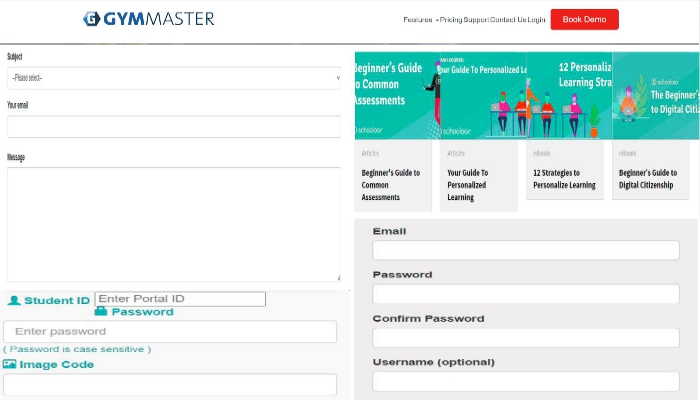 GYMMASTER
Features Pricing Support Contact Us Login Book Demo
Subject
--Please select--
Your email
Message
Student ID Enter Portal ID
Password
Enter password
( Password is case sensitive )
Image Code
Beginner's Guide
to Common
Assessments
schooler
our Guide To Personalized Le
12 Personaliz
Learning Stra
schooler
The Beginner's
to Digital Citiz
Articles
Beginner's Guide to
Common
Assessments
Articles
Your Guide To
Personalized
Learning
eBooks
12 Strategies to
Personalize Learning
eBooks
Beginner's Guide to
Digital Citizenship
Email
Password
Confirm Password
Username (optional)